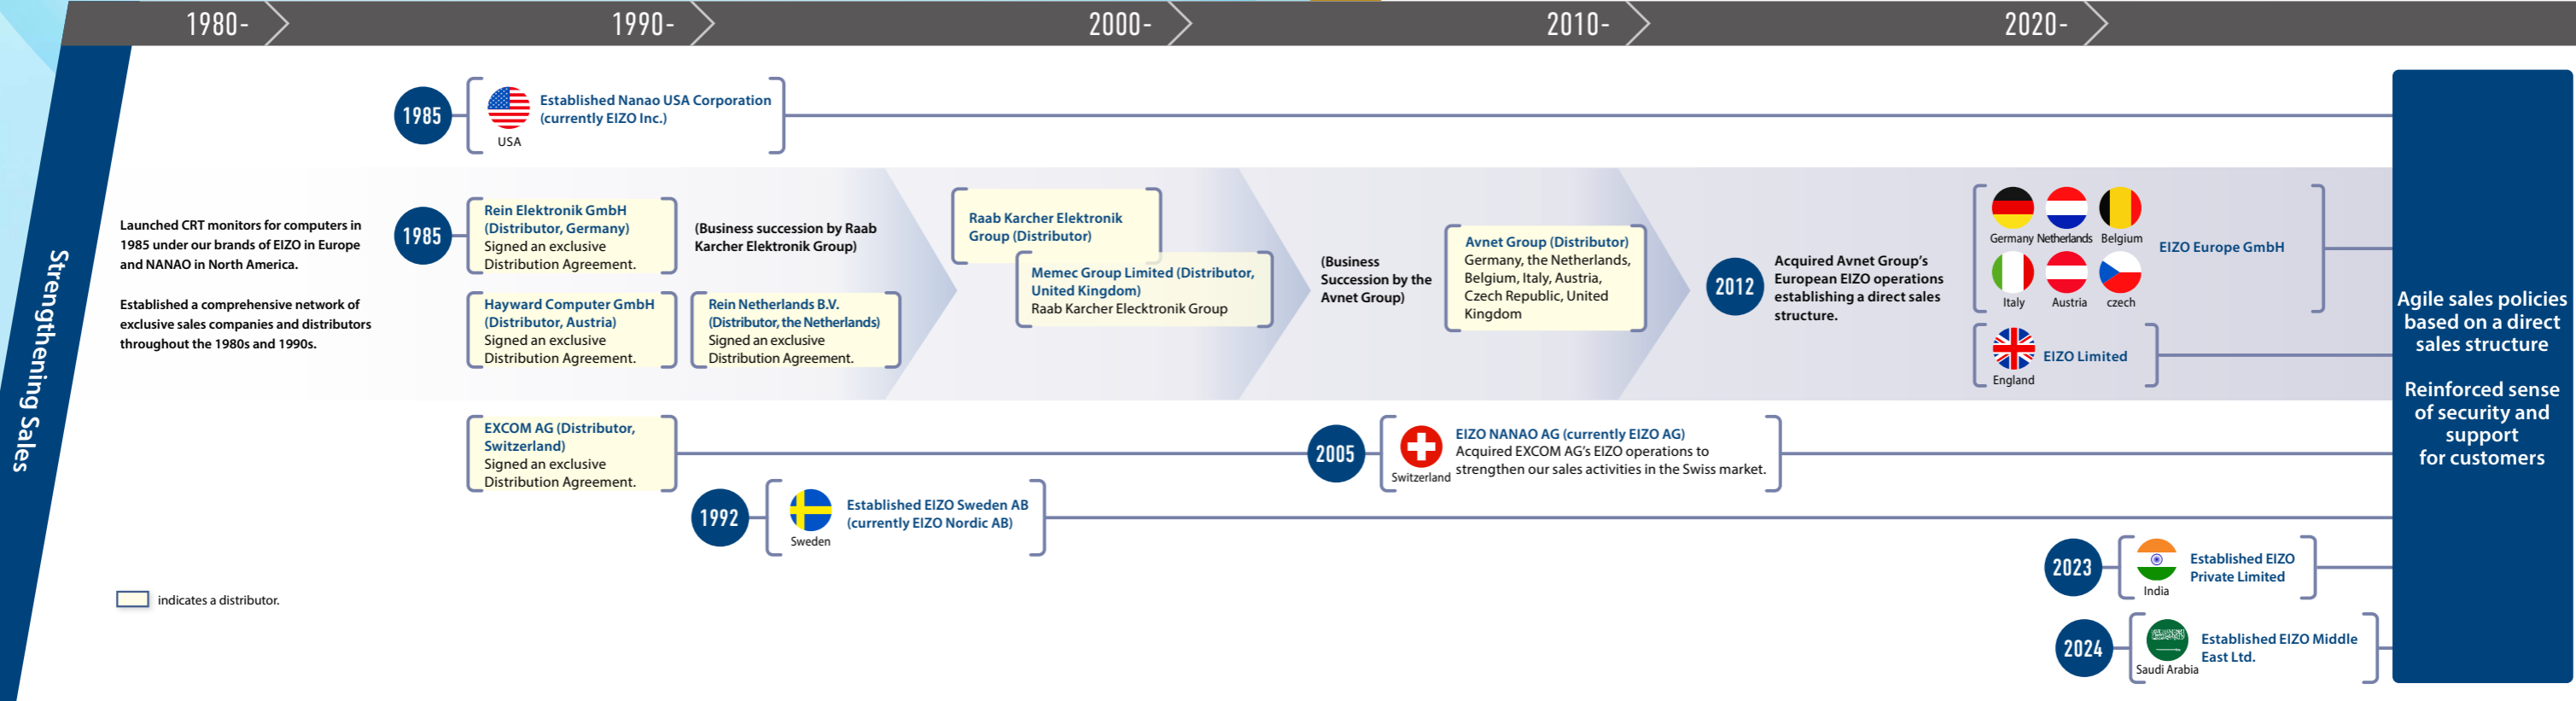 1980-
1990-
2000-
2010-
2020-
Strengthening Sales
Launched CRT monitors for computers in
1985 under our brands of EIZO in Europe
and NANAO in North America.
Established a comprehensive network of
exclusive sales companies and distributors
throughout the 1980s and 1990s.
1985
USA
Established Nanao USA Corporation
(currently EIZO Inc.)
1985
Rein Elektronik GmbH
(Distributor, Germany)
Signed an exclusive
Distribution Agreement.
(Business succession by Raab
Karcher Elektronik Group)
Hayward Computer GmbH
(Distributor, Austria)
Signed an exclusive
Distribution Agreement.
Rein Netherlands B.V.
(Distributor, the Netherlands)
Signed an exclusive
Distribution Agreement.
Raab Karcher Elektronik
Group (Distributor)
Memec Group Limited (Distributor,
United Kingdom)
Raab Karcher Elecktronik Group
(Business
Succession by the
Avnet Group)
Avnet Group (Distributor)
Germany, the Netherlands,
Belgium, Italy, Austria,
Czech Republic, United
Kingdom
2012
Acquired Avnet Group's
European EIZO operations
establishing a direct sales
structure.
Germany
Netherlands
Belgium
Italy
Austria
czech
EIZO Europe GmbH
England
EIZO Limited
EXCOM AG (Distributor,
Switzerland)
Signed an exclusive
Distribution Agreement.
2005
Switzerland
EIZO NANAO AG (currently EIZO AG)
Acquired EXCOM AG's EIZO operations to
strengthen our sales activities in the Swiss market.
1992
Sweden
Established EIZO Sweden AB
(currently EIZO Nordic AB)
2023
India
Established EIZO
Private Limited
2024
Saudi Arabia
Established EIZO Middle
East Ltd.
Agile sales policies
based on a direct
sales structure
Reinforced sense
of security and
support
for customers
indicates a distributor.